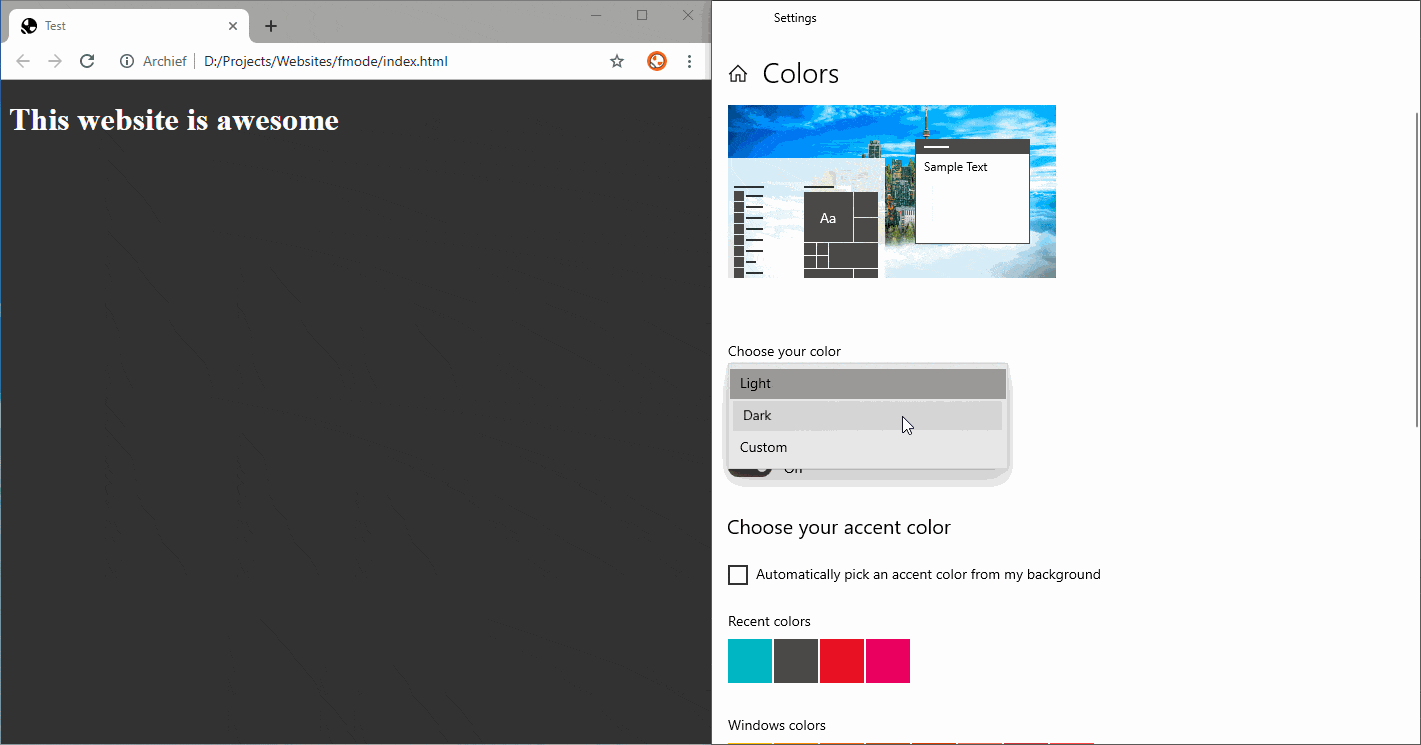 Test
Archief D:/Projects/Websites/fmode/index.html
This website is awesome
Settings
Colors
Sample Text
Aa
Choose your color
Light
Dark
Custom
Choose your accent color
Automatically pick an accent color from my background
Recent colors
Windows colors